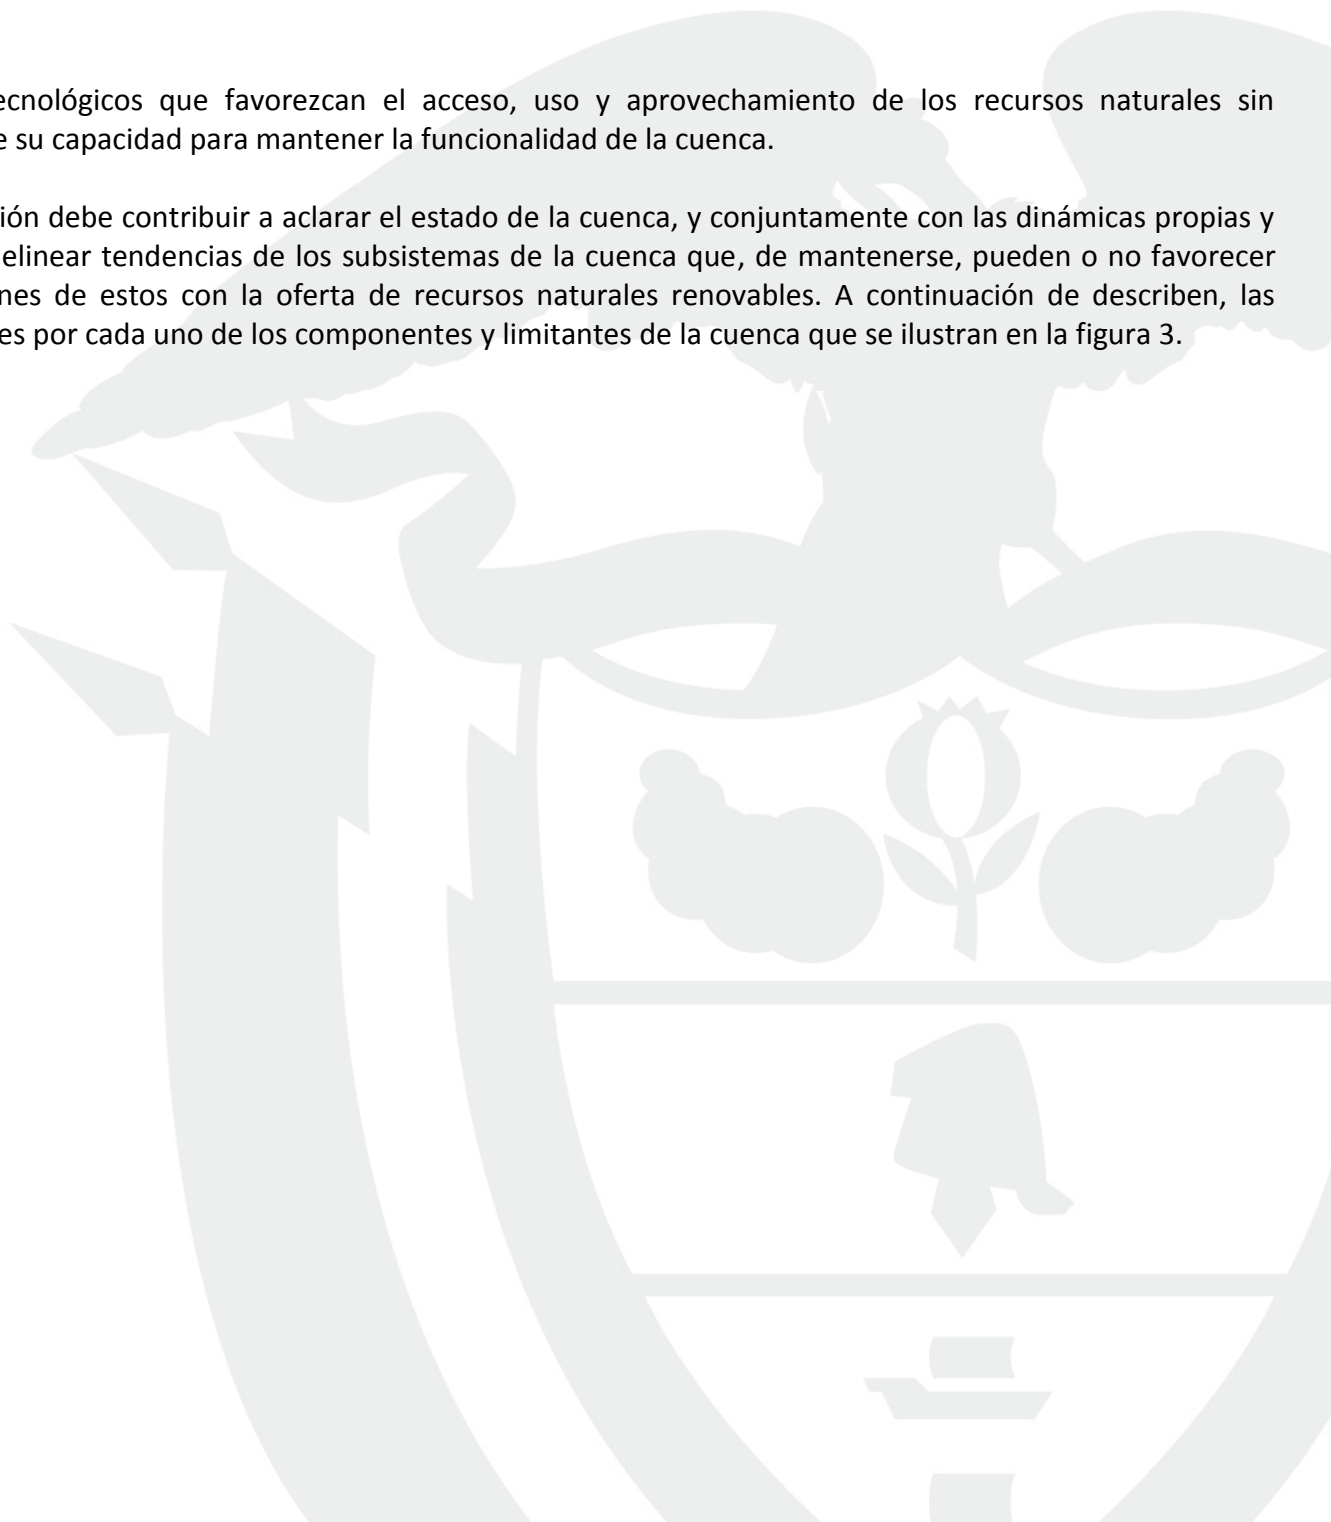 ecnológicos que favorezcan el acceso, uso y aprovechamiento de los recursos naturales sin
e su capacidad para mantener la funcionalidad de la cuenca.
ión debe contribuir a aclarar el estado de la cuenca, y conjuntamente con las dinámicas propias y
elinear tendencias de los subsistemas de la cuenca que, de mantenerse, pueden o no favorecer
nes de estos con la oferta de recursos naturales renovables. A continuación de describen, las
es por cada uno de los componentes y limitantes de la cuenca que se ilustran en la figura 3.